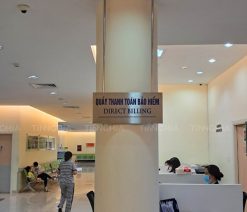 QUẦY THANH TOÁN BẢO HIỂM
DIRECT BILLING